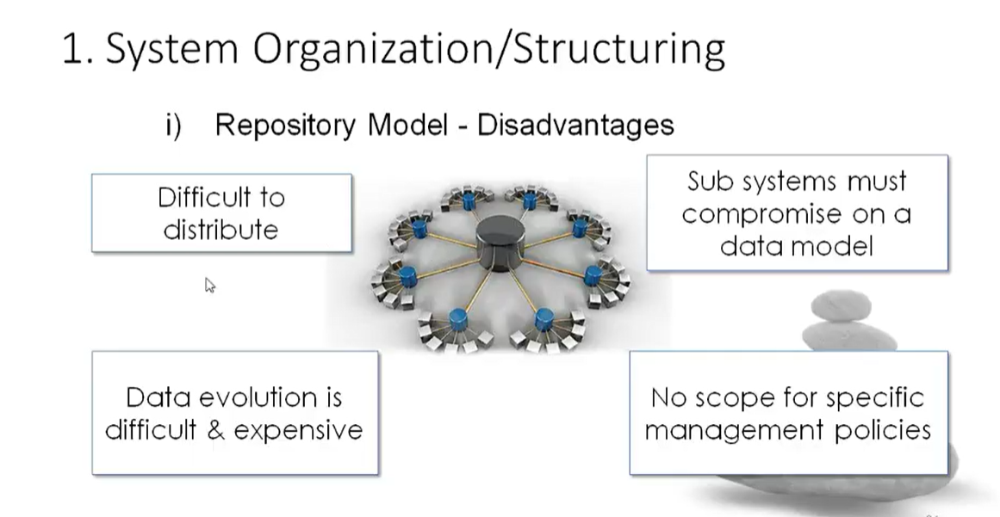 1. System Organization/Structuring
i) Repository Model - Disadvantages
Difficult to
distribute
Sub systems must
compromise on a
data model
Data evolution is
difficult & expensive
No scope for specific
management policies